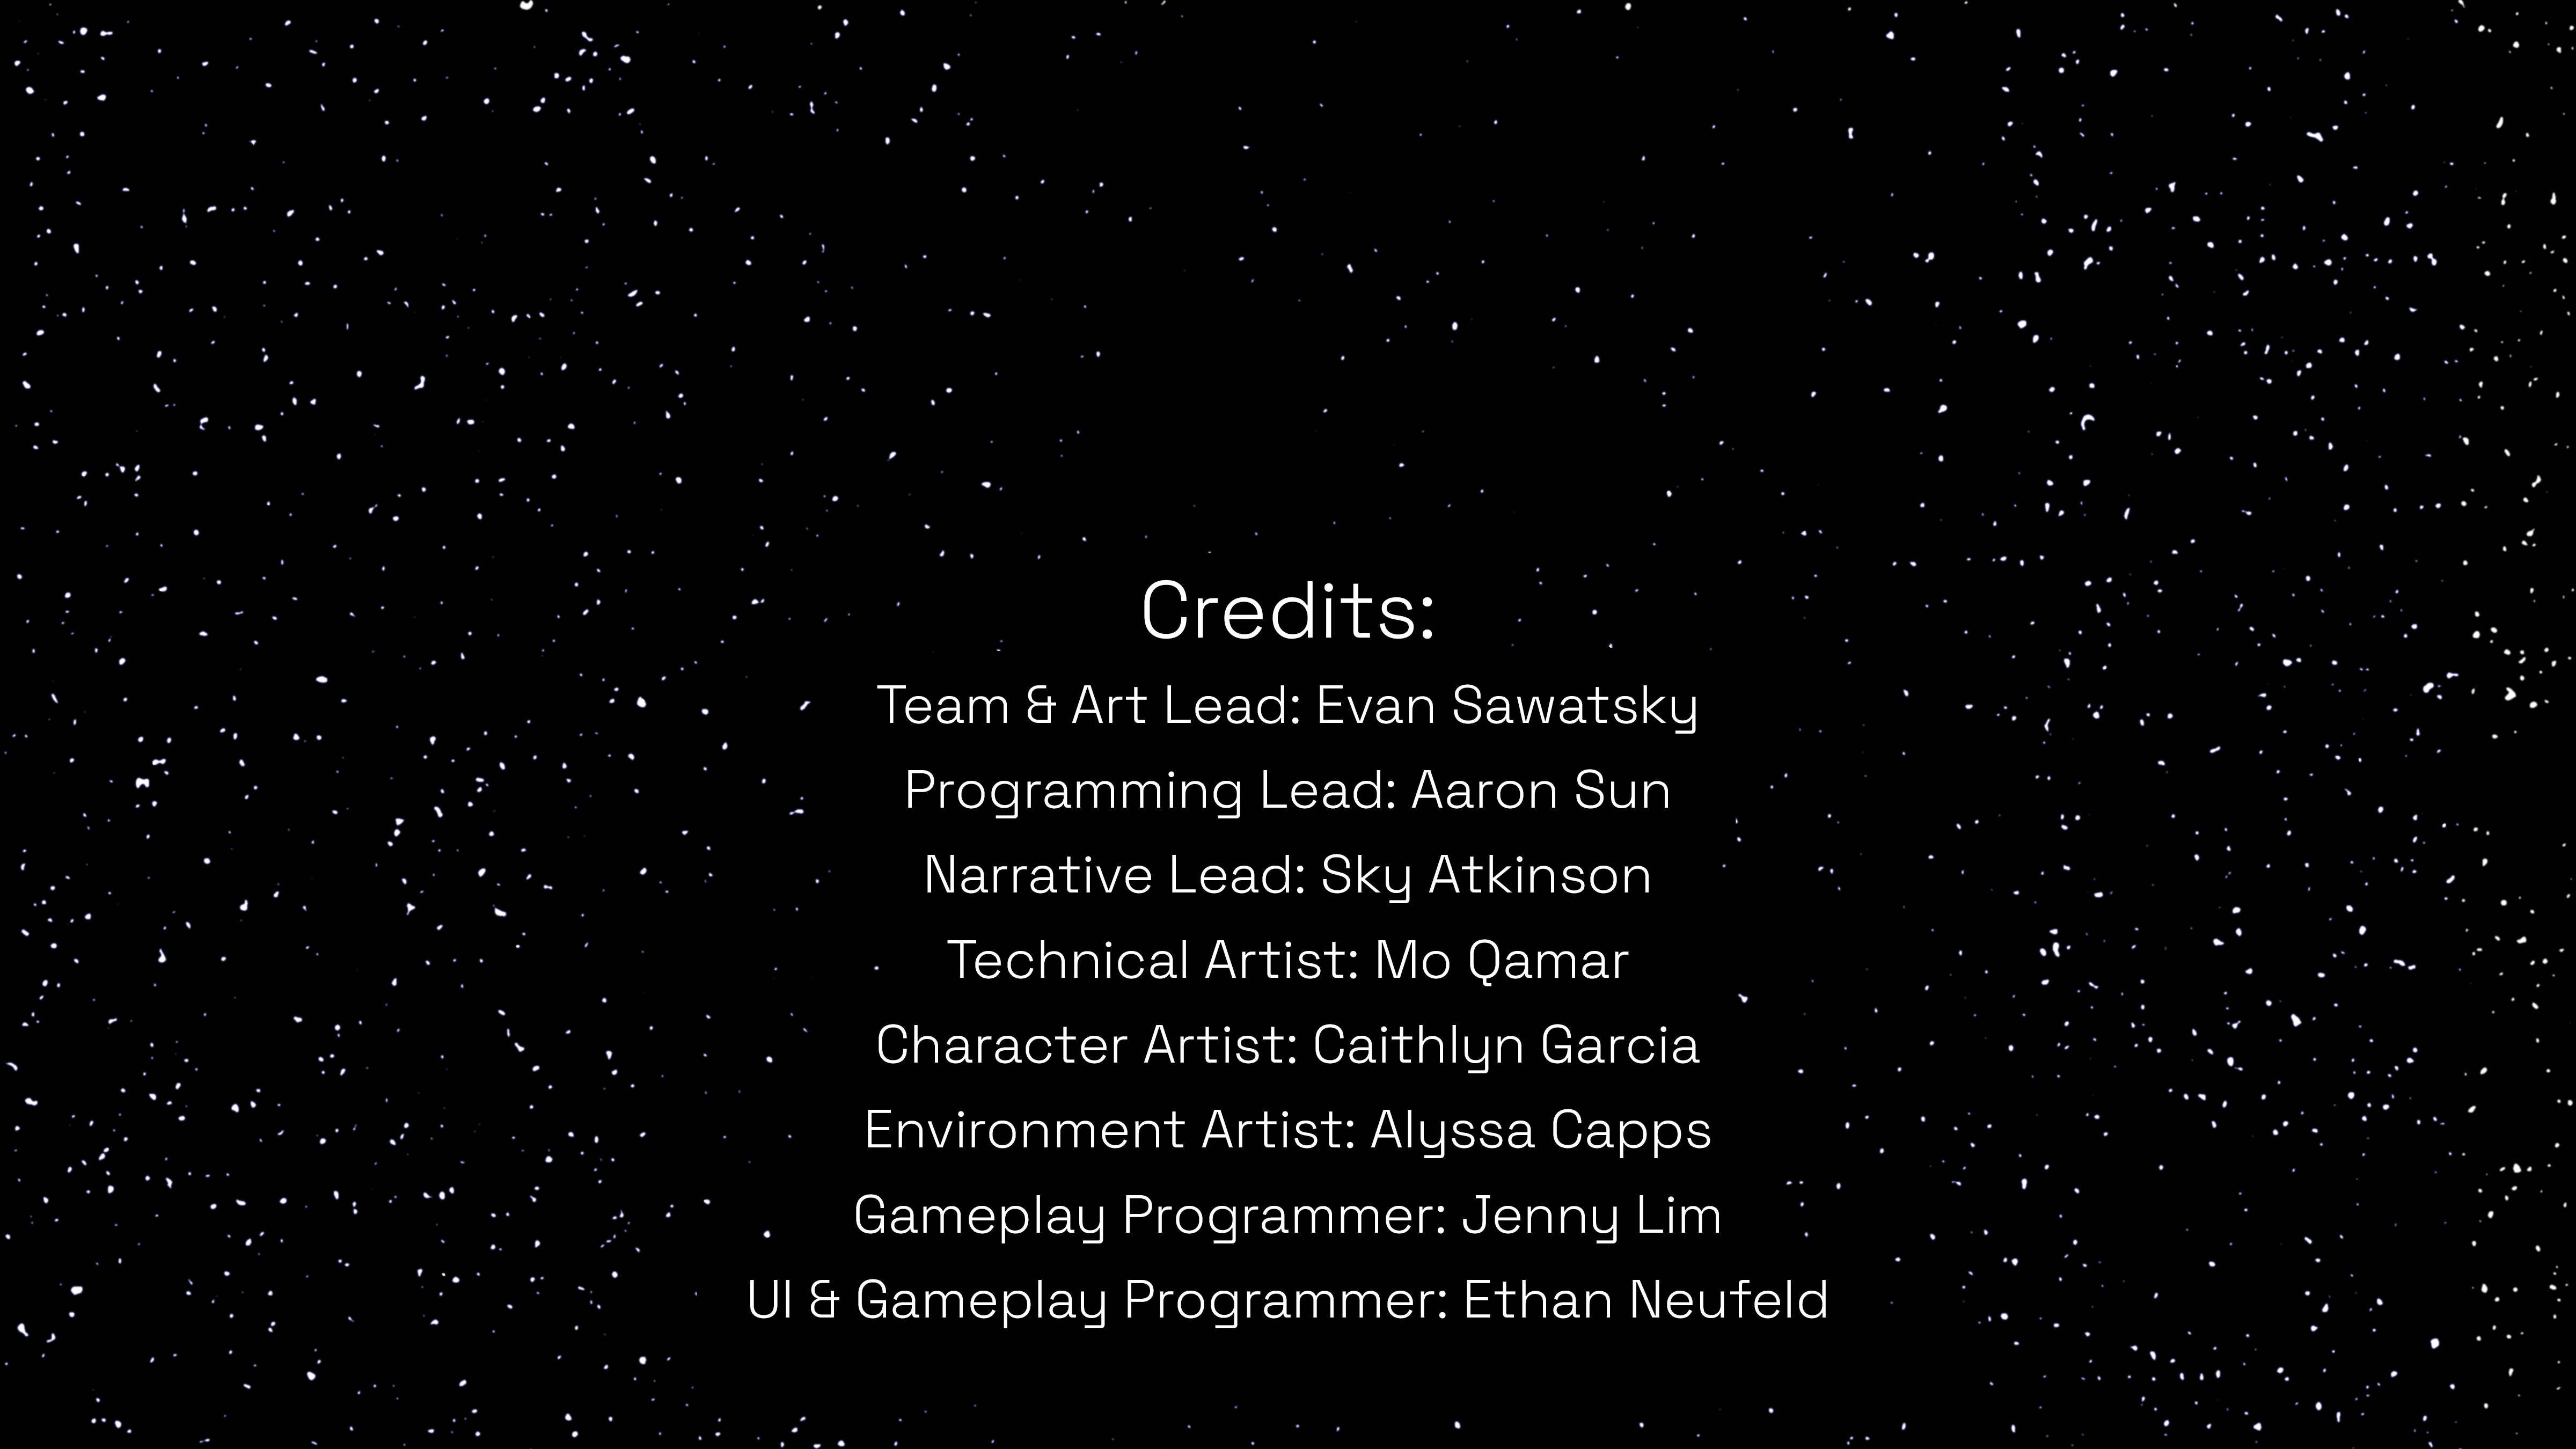 Credits:
Team & Art Lead: Evan Sawatsky
Programming Lead: Aaron Sun
Narrative Lead: Sky Atkinson
Technical Artist: Mo Qamar
Character Artist: Caithlyn Garcia
Environment Artist: Alyssa Capps
Gameplay Programmer: Jenny Lim
UI & Gameplay Programmer: Ethan Neufeld